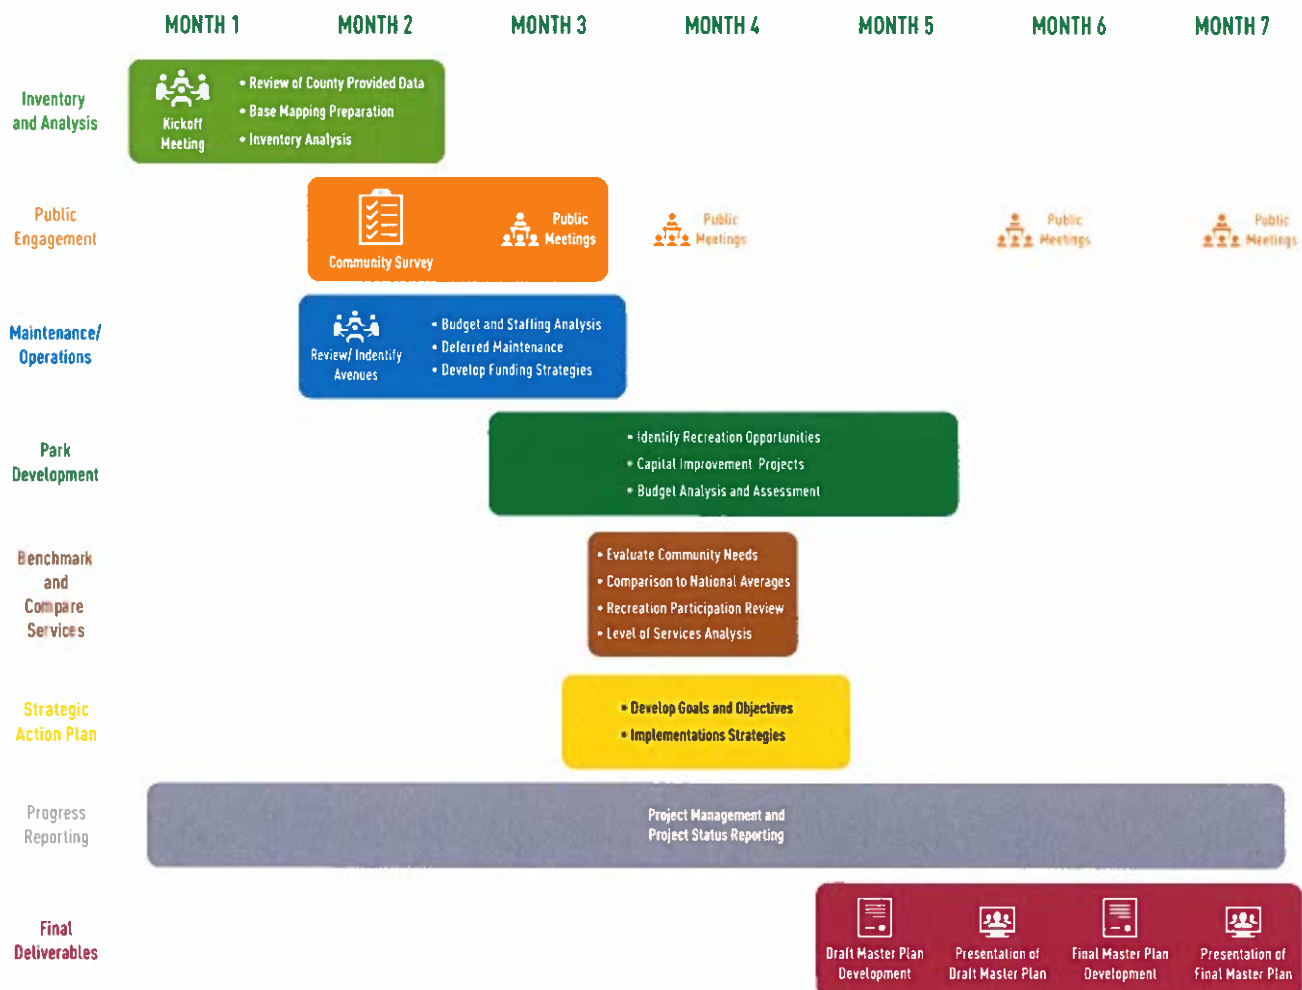 MONTH 1
MONTH 2
MONTH 3
MONTH 4
MONTH 5
MONTH 6
MONTH 7
Inventory
and Analysis
Kickoff
Meeting
• Review of County Provided Data
• Base Mapping Preparation
• Inventory Analysis
Public
Engagement
Community Survey
Public
Meetings
Public
Meetings
Public
Meetings
Public
Meetings
Maintenance/
Operations
Review/ Indentify
Avenues
• Budget and Staffing Analysis
• Deferred Maintenance
• Develop Funding Strategies
Park
Development
• Identify Recreation Opportunities
• Capital Improvement Projects
• Budget Analysis and Assessment
Benchmark
and
Compare
Services
• Evaluate Community Needs
• Comparison to National Averages
• Recreation Participation Review
• Level of Services Analysis
Strategic
Action Plan
• Develop Goals and Objectives
• Implementations Strategies
Progress
Reporting
Project Management and
Project Status Reporting
Final
Deliverables
Draft Master Plan
Development
Presentation of
Draft Master Plan
Final Master Plan
Development
Presentation of
Final Master Plan